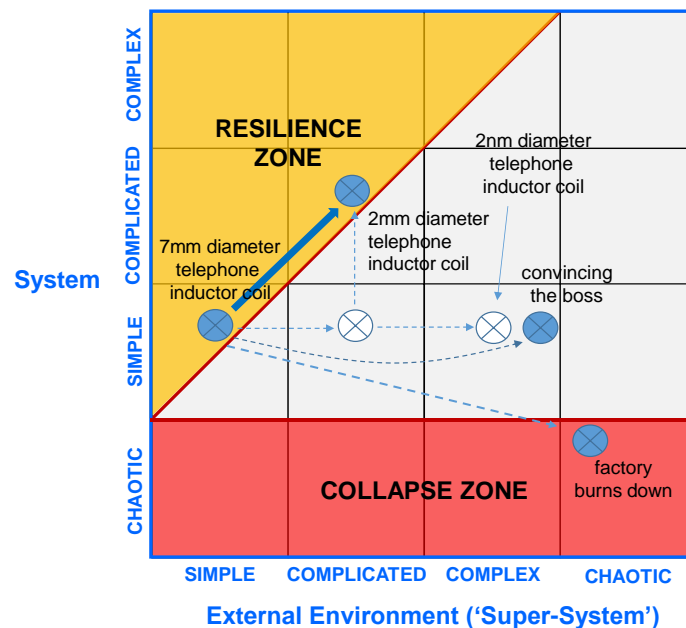 COMPLEX
COMPLICATED
SIMPLE
CHAOTIC
System
RESILIENCE
ZONE
2nm diameter
telephone
inductor coil
7mm diameter
telephone
inductor coil
2mm diameter
telephone
inductor coil
convincing
the boss
COLLAPSE ZONE
factory
burns down
SIMPLE
COMPLICATED
COMPLEX
CHAOTIC
External Environment (‘Super-System’)